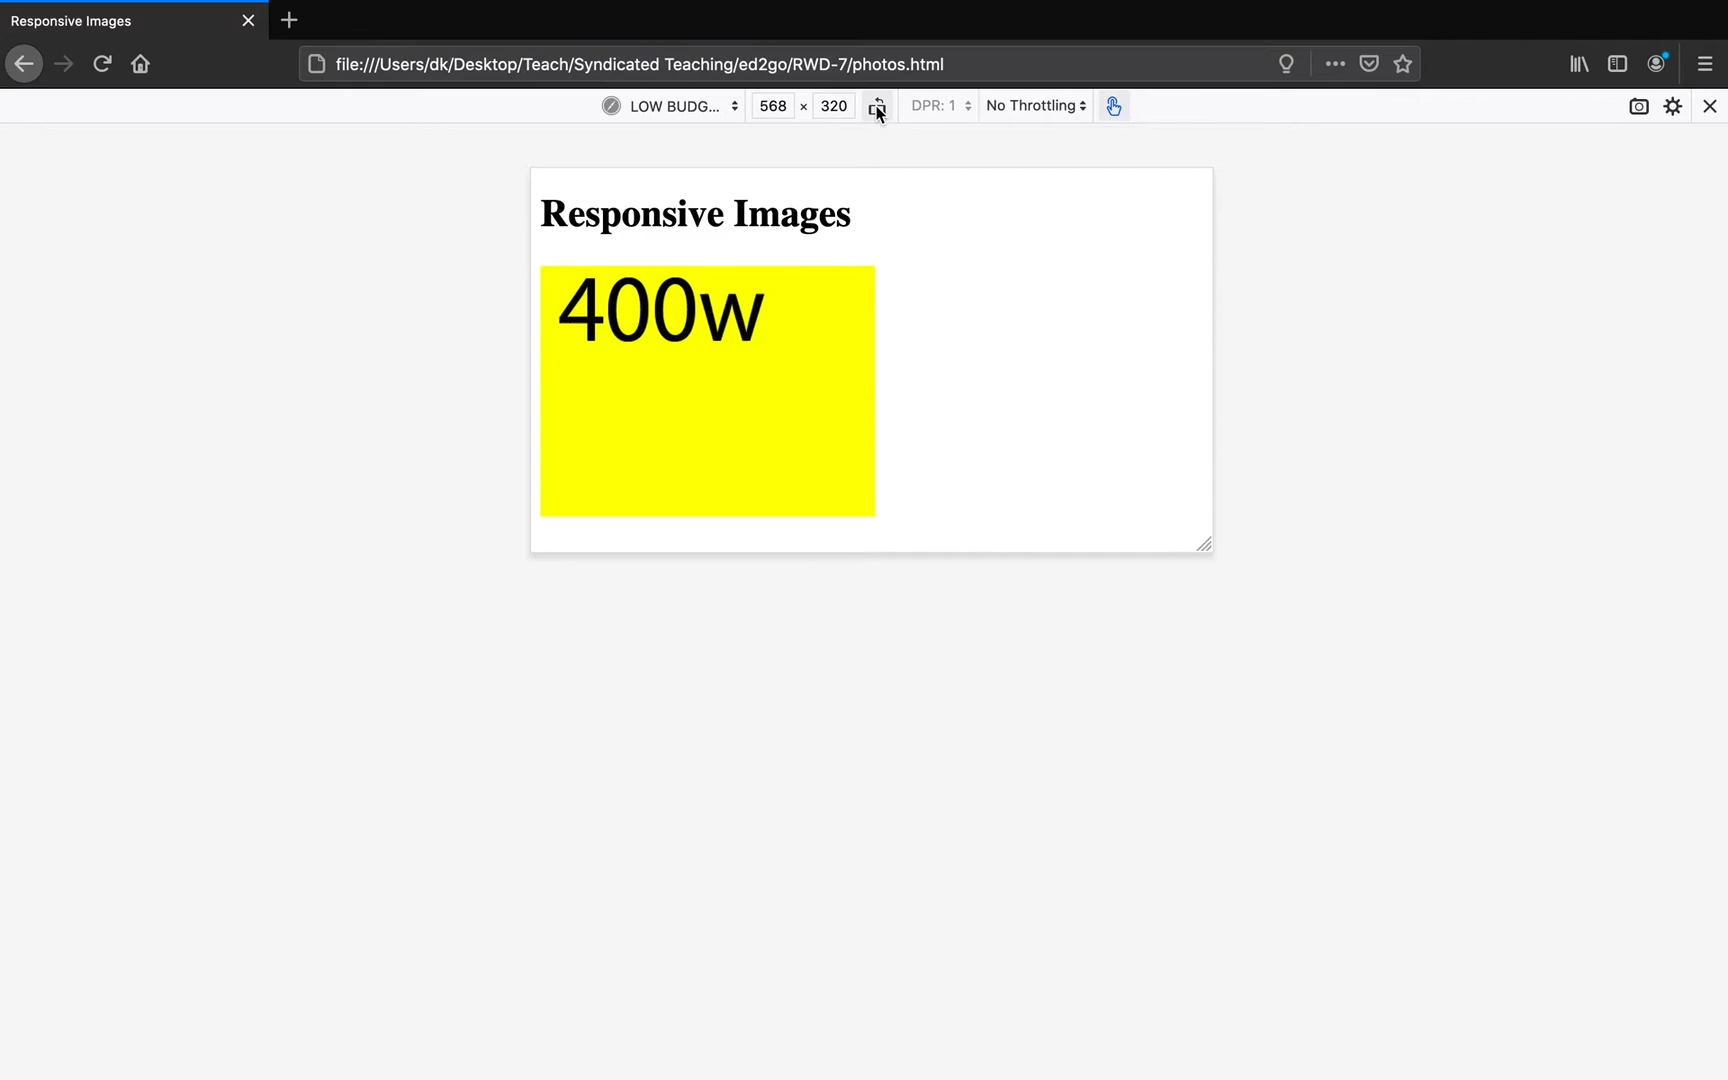 Responsive Images
file:///Users/dk/Desktop/Teach/Syndicated Teaching/ed2go/RWD-7/photos.html
LOW BUDG... 568 × 320 DPR: 1 No Throttling
Responsive Images
400w